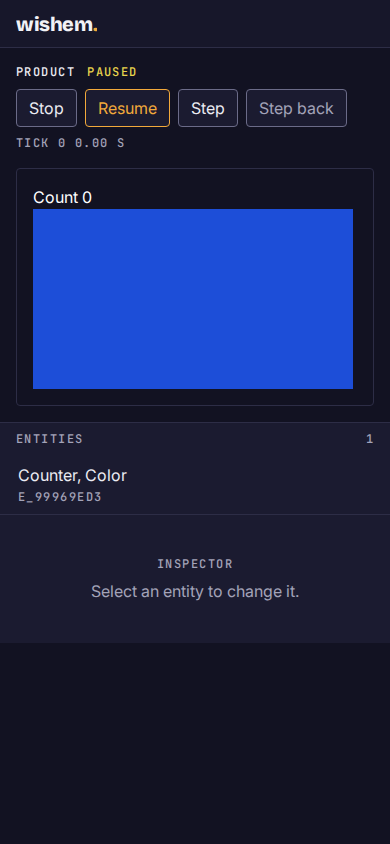 wishem.
PRODUCT PAUSED
Stop Resume Step Step back
TICK 0 0.00 S
Count 0
ENTITIES 1
Counter, Color
E_99969ED3
INSPECTOR
Select an entity to change it.